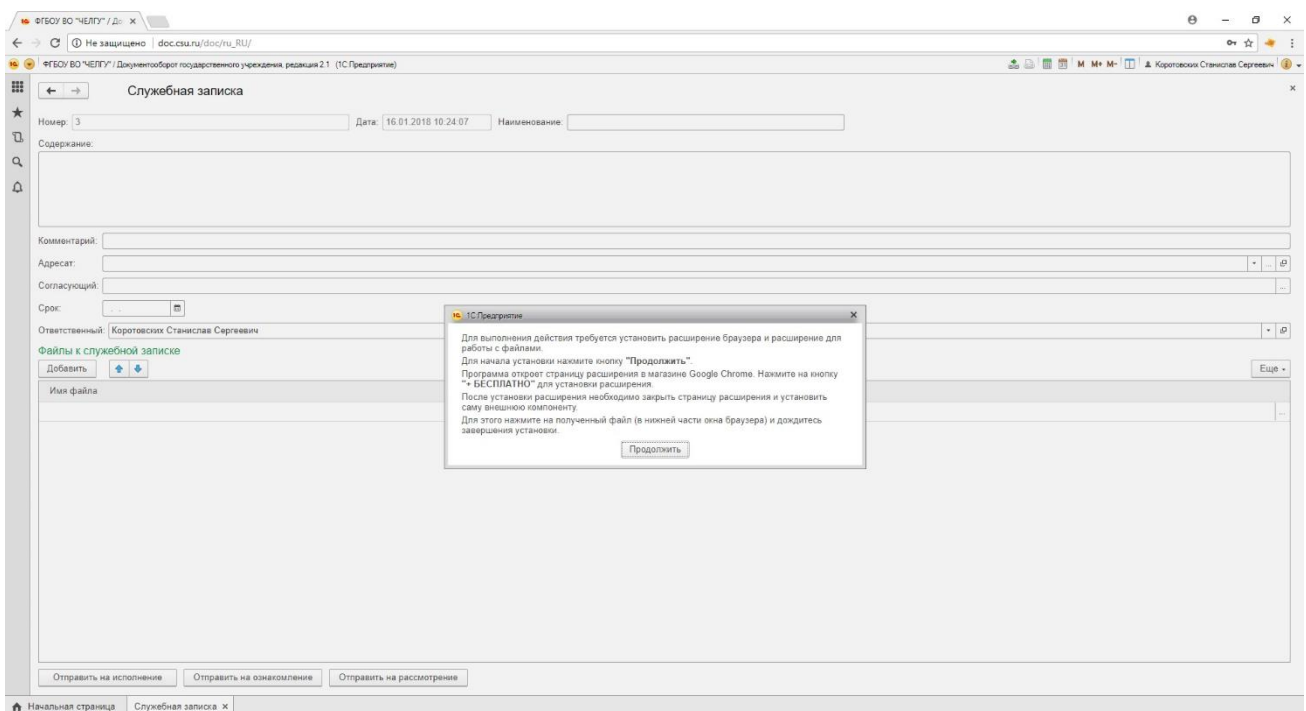 ФГБОУ ВО "ЧЕЛГУ" / До
Не защищено | doc.csu.ru/doc/ru_RU/
ФГБОУ ВО "ЧЕЛГУ" / Документооборот государственного учреждения, редакция 2.1 (1С:Предприятие)
M M+ M- Коротовских Станислав Сергеевич
Служебная записка
Номер: 3 Дата: 16.01.2018 10:24:07 Наименование:
Содержание:
Комментарий:
Адресат:
Согласующий:
Срок: . .
Ответственный: Коротовских Станислав Сергеевич
Файлы к служебной записке
Добавить Еще
Имя файла
1С:Предприятие
Для выполнения действия требуется установить расширение браузера и расширение для
работы с файлами.
Для начала установки нажмите кнопку "Продолжить".
Программа откроет страницу расширения в магазине Google Chrome. Нажмите на кнопку
"+ БЕСПЛАТНО" для установки расширения.
После установки расширения необходимо закрыть страницу расширения и установить
саму внешнюю компоненту.
Для этого нажмите на полученный файл (в нижней части окна браузера) и дождитесь
завершения установки.
Продолжить
Отправить на исполнение Отправить на ознакомление Отправить на рассмотрение
Начальная страница Служебная записка ×